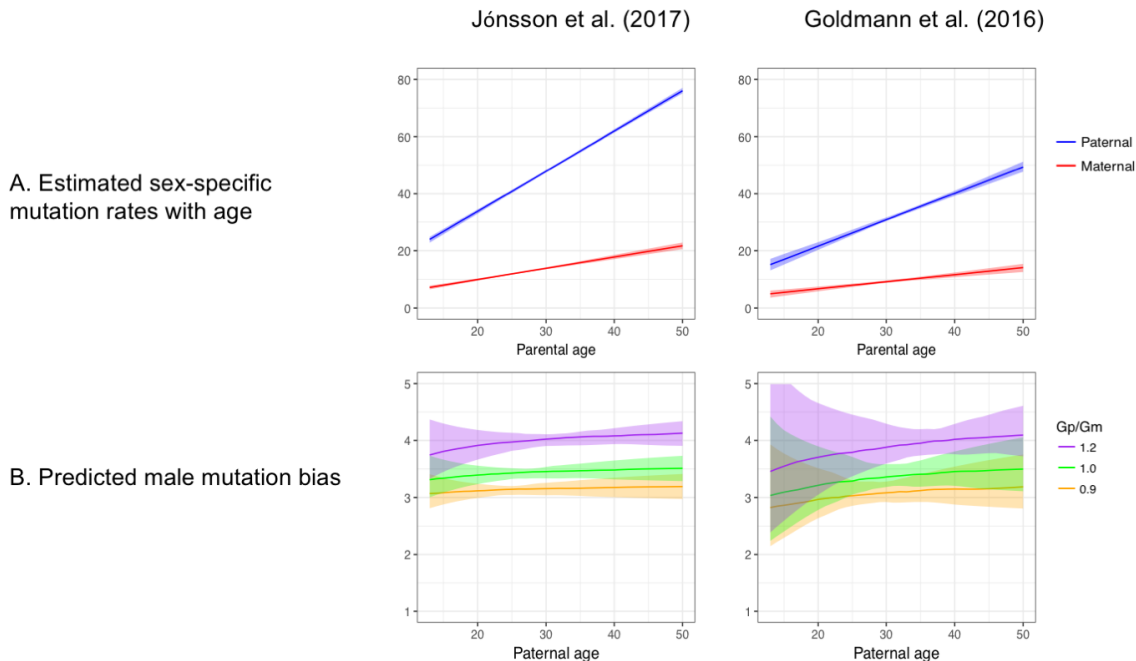 Jónsson et al. (2017)
Goldmann et al. (2016)
A. Estimated sex-specific
mutation rates with age
80
60
40
20
0
20 30 40 50
Parental age
80
60
40
20
0
20 30 40 50
Parental age
Paternal
Maternal
B. Predicted male mutation bias
5
4
3
2
1
20 30 40 50
Paternal age
5
4
3
2
1
20 30 40 50
Paternal age
Gp/Gm
1.2
1.0
0.9